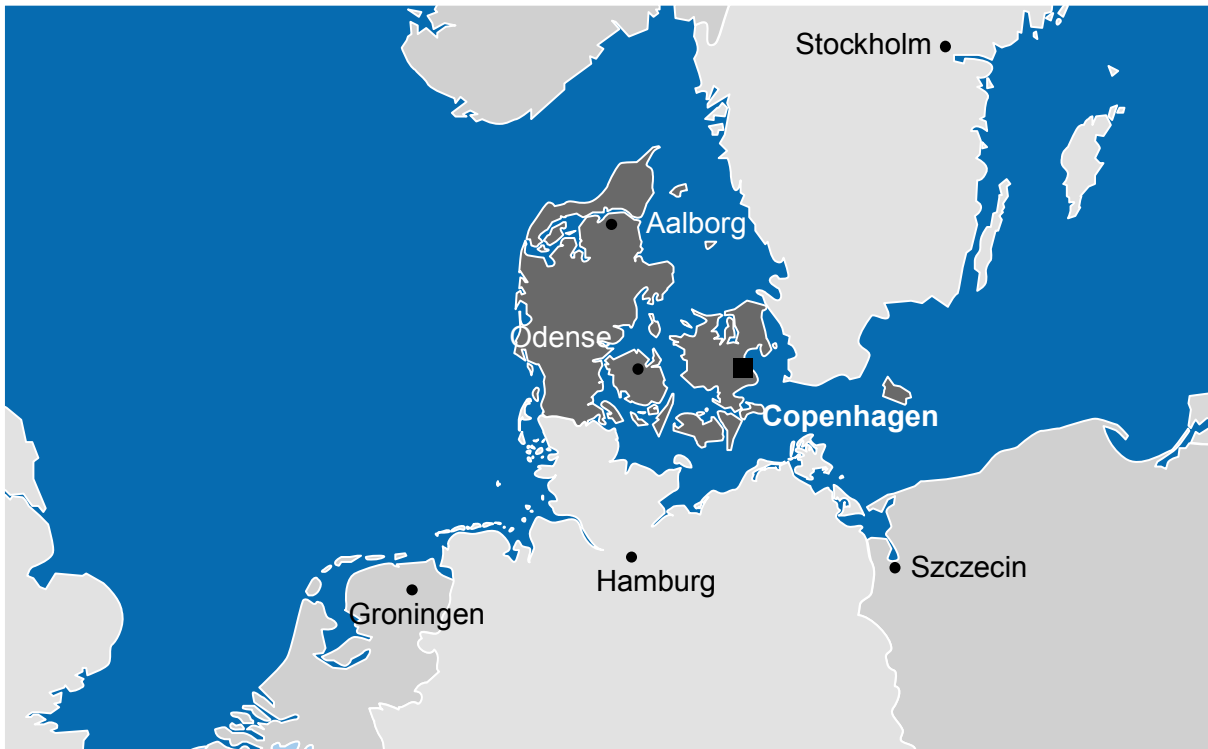 Stockholm
Aalborg
Odense
Copenhagen
Hamburg
Szczecin
Groningen